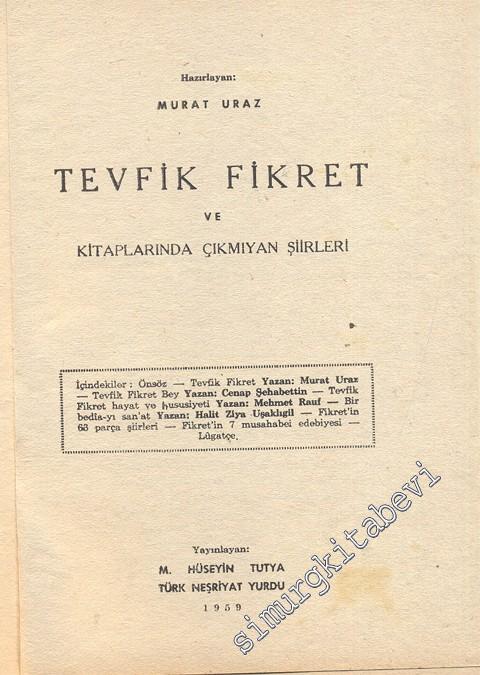 Hazırlayan:
MURAT URAZ
TEVFİK FİKRET
VE
KİTAPLARINDA ÇIKMIYAN ŞİİRLERİ
İçindekiler : Önsöz — Tevfik Fikret Yazan: Murat Uraz
— Tevfik Fikret Bey Yazan: Cenap Şehabettin — Tevfik
Fikret hayat ve hususiyeti Yazan: Mehmet Rauf — Bir
bedia-yı san'at Yazan: Halit Ziya Uşaklıgil — Fikret'in
68 parça şiirleri — Fikret'in 7 musahabei edebiyesi —
Lûgatçe.
Yayınlayan:
M. HÜSEYİN TUTYA
TÜRK NEŞRİYAT YURDU
1959
simurgkitabevi